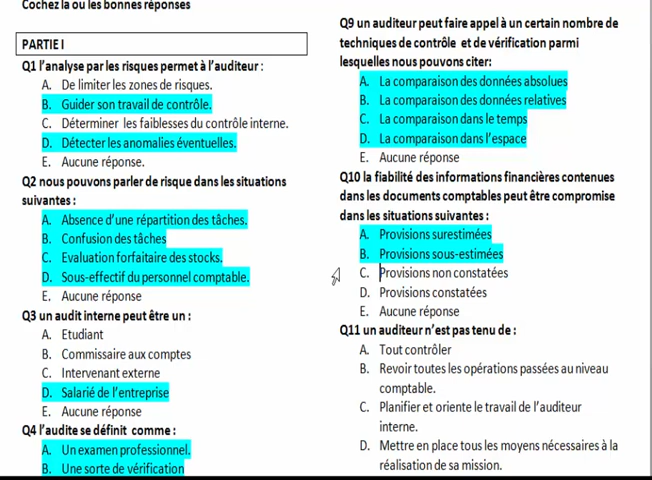 Cochez la ou les bonnes réponses
PARTIE I
Q1 l'analyse par les risques permet à l'auditeur :
A. De limiter les zones de risques.
B. Guider son travail de contrôle.
C. Déterminer les faiblesses du contrôle interne.
D. Détecter les anomalies éventuelles.
E. Aucune réponse.
Q2 nous pouvons parler de risque dans les situations
suivantes :
A. Absence d'une répartition des tâches.
B. Confusion des tâches
C. Evaluation forfaitaire des stocks.
D. Sous-effectif du personnel comptable.
E. Aucune réponse
Q3 un audit interne peut être un :
A. Etudiant
B. Commissaire aux comptes
C. Intervenant externe
D. Salarié de l'entreprise
E. Aucune réponse
Q4 l'audite se définit comme :
A. Un examen professionnel.
B. Une sorte de vérification
Q9 un auditeur peut faire appel à un certain nombre de
techniques de contrôle et de vérification parmi
lesquelles nous pouvons citer:
A. La comparaison des données absolues
B. La comparaison des données relatives
C. La comparaison dans le temps
D. La comparaison dans l'espace
E. Aucune réponse
Q10 la fiabilité des informations financières contenues
dans les documents comptables peut être compromise
dans les situations suivantes :
A. Provisions surestimées
B. Provisions sous-estimées
C. Provisions non constatées
D. Provisions constatées
E. Aucune réponse
Q11 un auditeur n'est pas tenu de :
A. Tout contrôler
B. Revoir toutes les opérations passées au niveau
comptable.
C. Planifier et oriente le travail de l'auditeur
interne.
D. Mettre en place tous les moyens nécessaires à la
réalisation de sa mission.